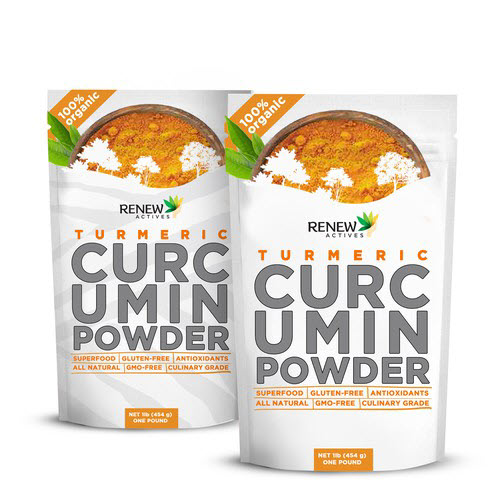 100%
organic
RENEW
ACTIVES
TURMERIC
CURC
UMIN
POWDER
SUPERFOOD | GLUTEN-FREE | ANTIOXIDANTS
ALL NATURAL | GMO-FREE | CULINARY GRADE
NET 1lb (454 g)
ONE POUND
100%
organic
RENEW
ACTIVES
TURMERIC
CURC
UMIN
POWDER
SUPERFOOD | GLUTEN-FREE | ANTIOXIDANTS
ALL NATURAL | GMO-FREE | CULINARY GRADE
NET 1lb (454 g)
ONE POUND